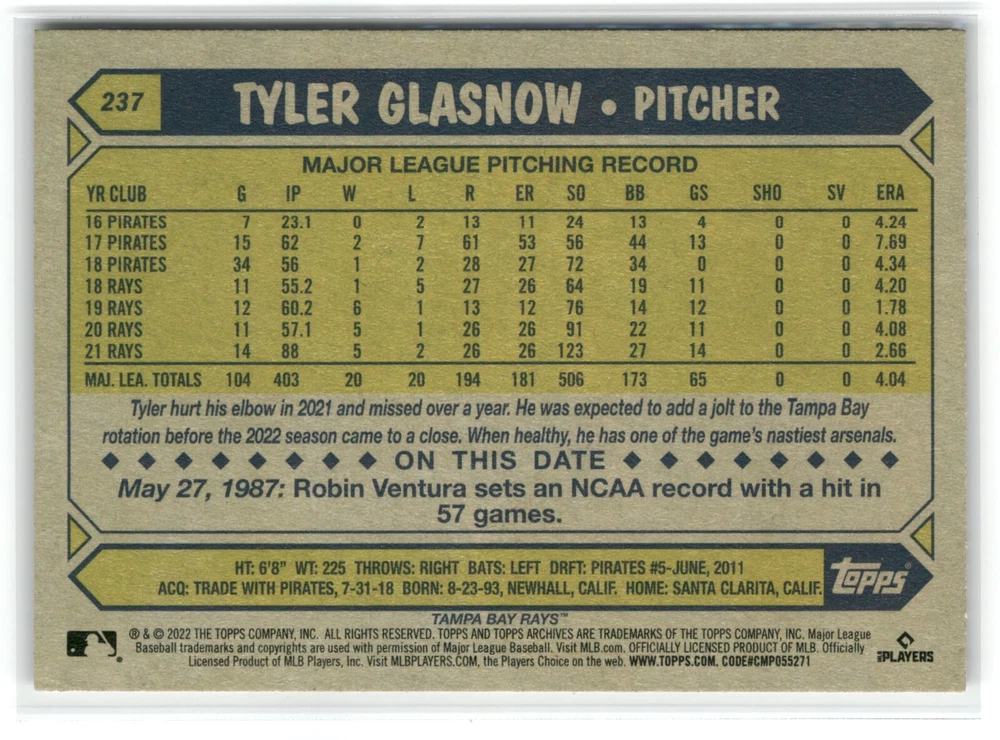 237
TYLER GLASNOW • PITCHER
MAJOR LEAGUE PITCHING RECORD
YR CLUB G IP W L R ER SO BB GS SHO SV ERA
16 PIRATES 7 23.1 0 2 13 11 24 13 4 0 0 4.24
17 PIRATES 15 62 2 7 61 53 56 44 13 0 0 7.69
18 PIRATES 34 56 1 2 28 27 72 34 0 0 0 4.34
18 RAYS 11 55.2 1 5 27 26 64 19 11 0 0 4.20
19 RAYS 12 60.2 6 1 13 12 76 14 12 0 0 1.78
20 RAYS 11 57.1 5 1 26 26 91 22 11 0 0 4.08
21 RAYS 14 88 5 2 26 26 123 27 14 0 0 2.66
MAJ. LEA. TOTALS 104 403 20 20 194 181 506 173 65 0 0 4.04
Tyler hurt his elbow in 2021 and missed over a year. He was expected to add a jolt to the Tampa Bay
rotation before the 2022 season came to a close. When healthy, he has one of the game's nastiest arsenals.
◆ ◆ ◆ ◆ ◆ ◆ ◆ ◆ ON THIS DATE ◆ ◆ ◆ ◆ ◆ ◆ ◆ ◆
May 27, 1987: Robin Ventura sets an NCAA record with a hit in
57 games.
HT: 6'8" WT: 225 THROWS: RIGHT BATS: LEFT DRFT: PIRATES #5-JUNE, 2011
ACQ: TRADE WITH PIRATES, 7-31-18 BORN: 8-23-93, NEWHALL, CALIF. HOME: SANTA CLARITA, CALIF.
topps®
TAMPA BAY RAYS™
® & © 2022 THE TOPPS COMPANY, INC. ALL RIGHTS RESERVED. TOPPS AND TOPPS ARCHIVES ARE TRADEMARKS OF THE TOPPS COMPANY, INC. Major League
Baseball trademarks and copyrights are used with permission of Major League Baseball. Visit MLB.com. OFFICIALLY LICENSED PRODUCT OF MLB. Officially
Licensed Product of MLB Players, Inc. Visit MLBPLAYERS.COM, the Players Choice on the web. WWW.TOPPS.COM. CODE#CMP055271
PLAYERS